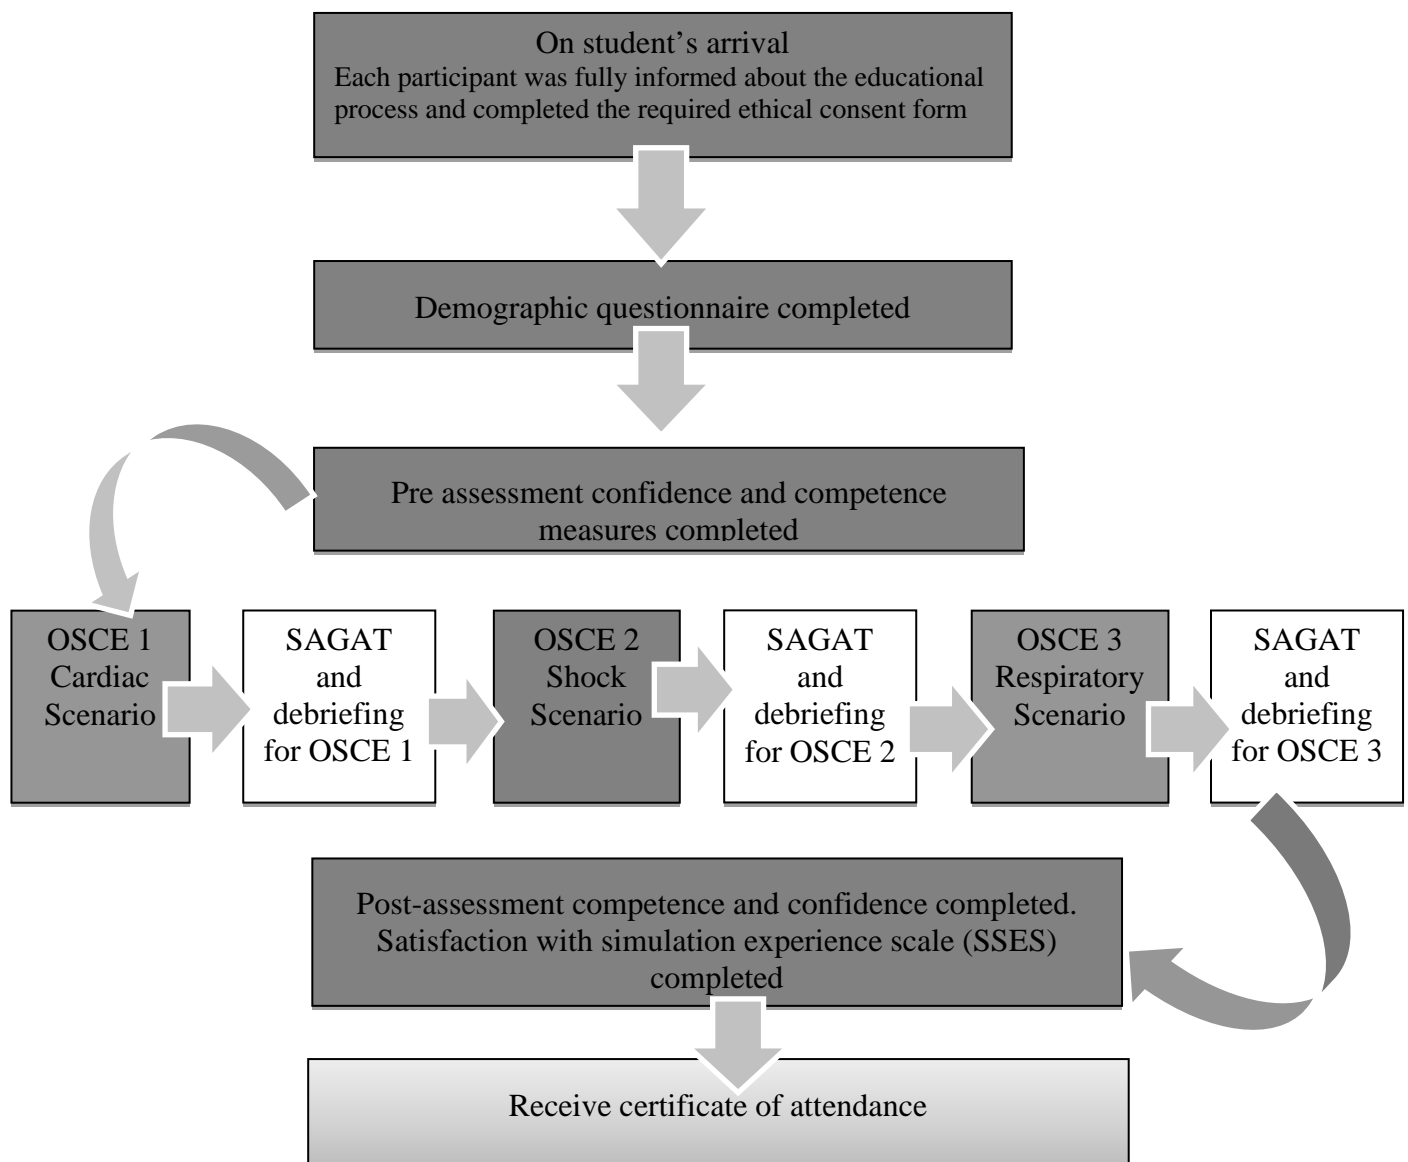 On student’s arrival
Each participant was fully informed about the educational
process and completed the required ethical consent form
Demographic questionnaire completed
Pre assessment confidence and competence
measures completed
OSCE 1
Cardiac
Scenario
SAGAT
and
debriefing
for OSCE 1
OSCE 2
Shock
Scenario
SAGAT
and
debriefing
for OSCE 2
OSCE 3
Respiratory
Scenario
SAGAT
and
debriefing
for OSCE 3
Post-assessment competence and confidence completed.
Satisfaction with simulation experience scale (SSES)
completed
Receive certificate of attendance